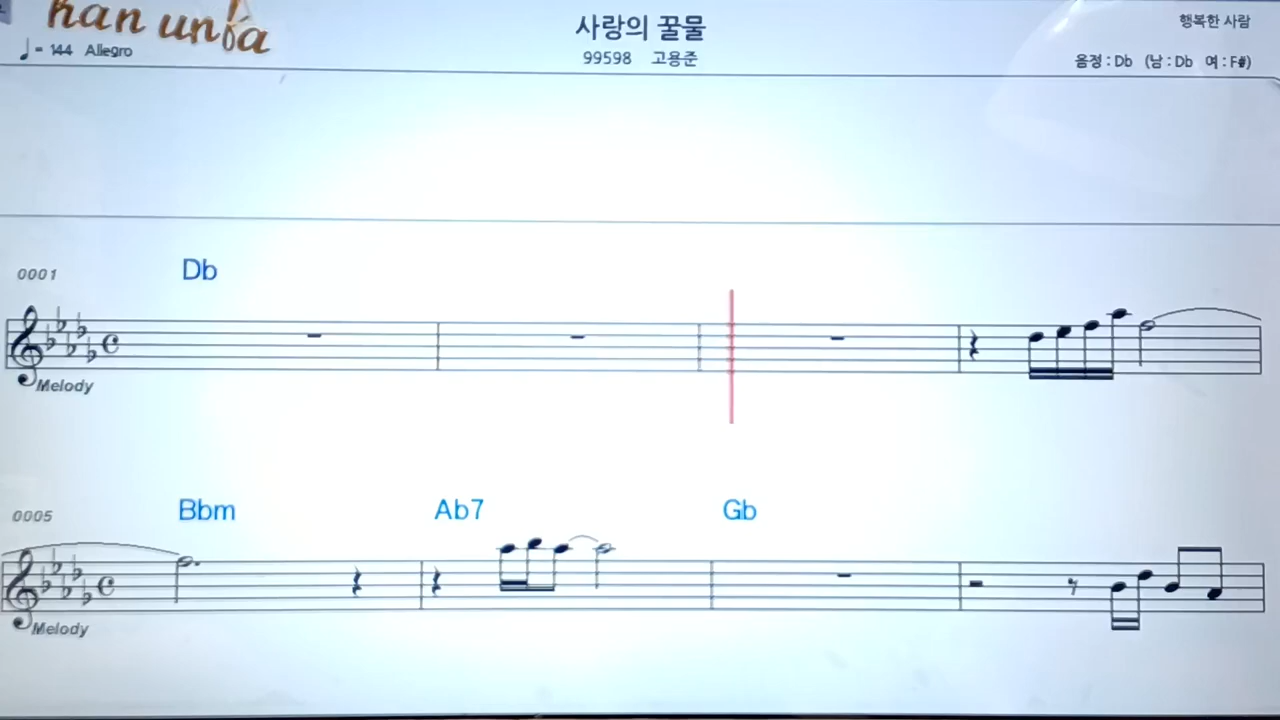 han unfa
♩ = 144 Allegro
사랑의 꿀물
99598 고용준
행복한 사람
음정 : Db (남 : Db 여 : F#)
0001
Db
Melody
0005
Bbm Ab7 Gb
Melody